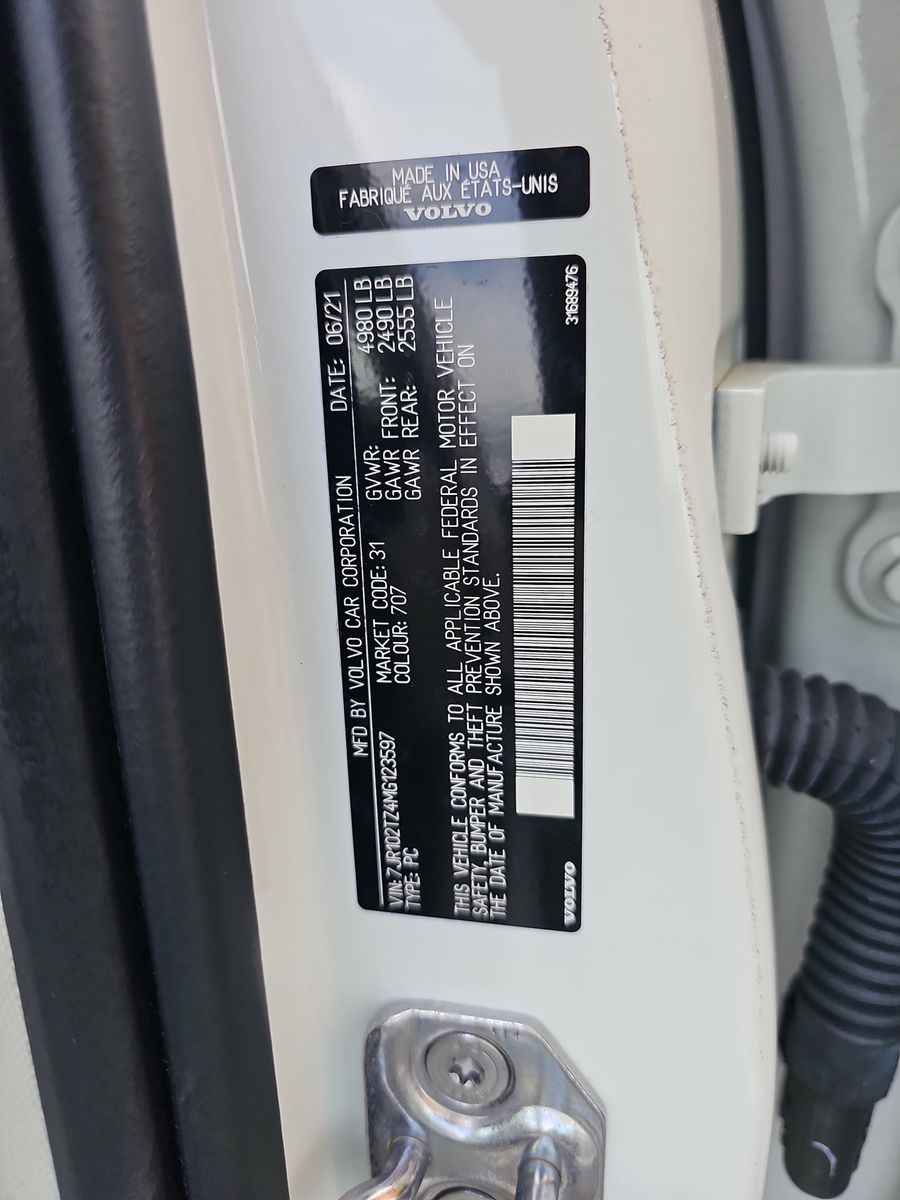 MADE IN USA
FABRIQUÉ AUX ÉTATS-UNIS
VOLVO
MFD BY VOLVO CAR CORPORATION DATE: 06/21
VIN: 7JR102TZ4MG123597 MARKET CODE: 31 GVWR: 4980 LB
TYPE: PC COLOUR: 707 GAWR FRONT: 2490 LB
GAWR REAR: 2555 LB
THIS VEHICLE CONFORMS TO ALL APPLICABLE FEDERAL MOTOR VEHICLE
SAFETY, BUMPER AND THEFT PREVENTION STANDARDS IN EFFECT ON
THE DATE OF MANUFACTURE SHOWN ABOVE.
VOLVO 31689476